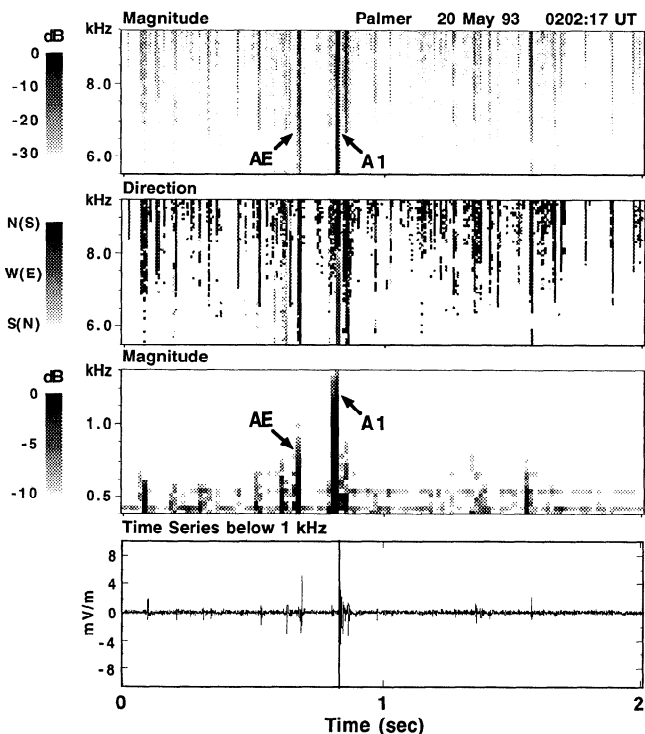 Magnitude Palmer 20 May 93 0202:17 UT
kHz
dB
0
-10
-20
-30
8.0
6.0
AE
A1
Direction
kHz
N(S)
W(E)
S(N)
8.0
6.0
Magnitude
kHz
dB
0
-5
-10
1.0
0.5
AE
A1
Time Series below 1 kHz
mV/m
8
4
0
-4
-8
0 1 2
Time (sec)